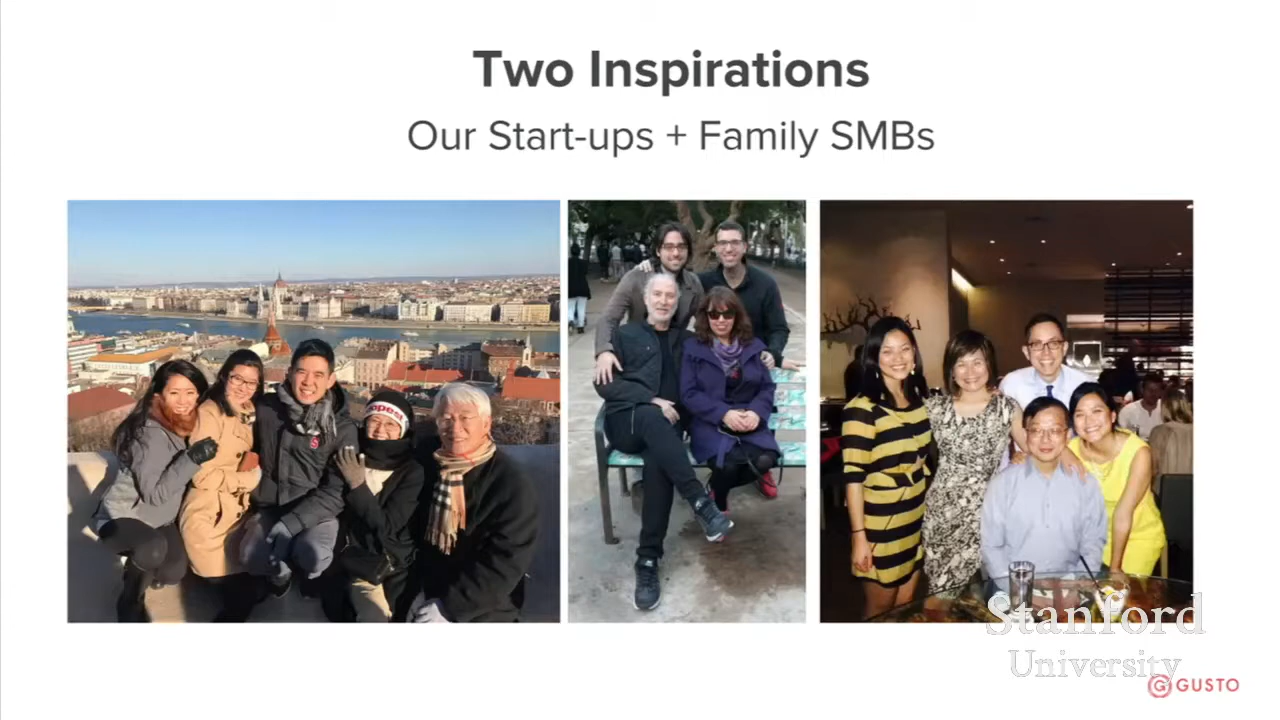 Two Inspirations
Our Start-ups + Family SMBs
Stanford
University
GUSTO